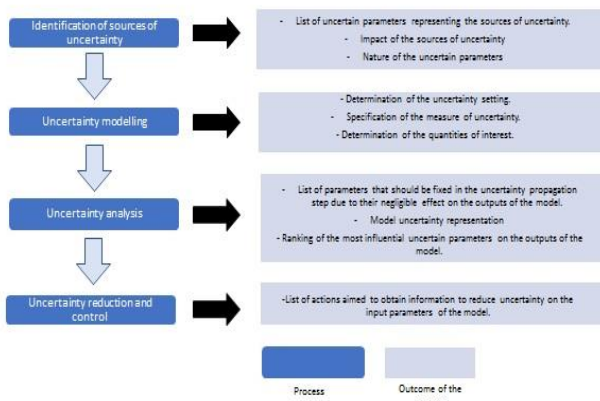 Identification of sources of
uncertainty
- List of uncertain parameters representing the sources of uncertainty.
- Impact of the sources of uncertainty
- Nature of the uncertain parameters
Uncertainty modelling
- Determination of the uncertainty setting.
- Specification of the measure of uncertainty.
- Determination of the quantities of interest.
Uncertainty analysis
- List of parameters that should be fixed in the uncertainty propagation
step due to their negligible effect on the outputs of the model.
- Model uncertainty representation
- Ranking of the most influential uncertain parameters on the outputs of the
model.
Uncertainty reduction and
control
-List of actions aimed to obtain information to reduce uncertainty on the
input parameters of the model.
Process
Outcome of the